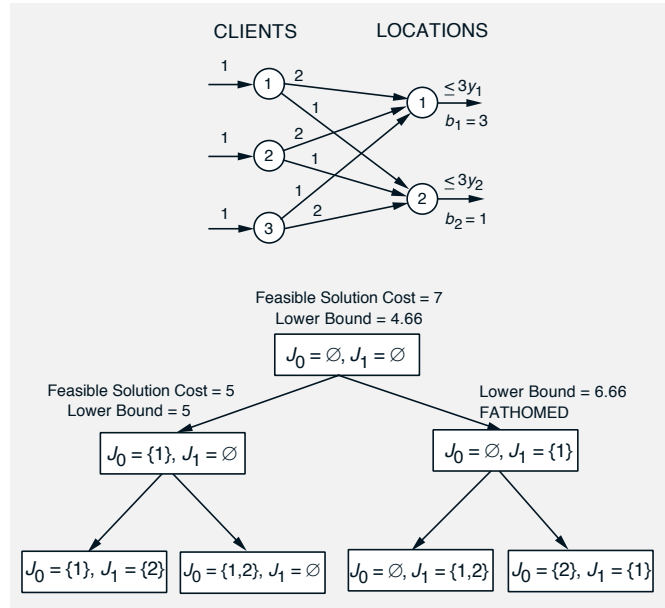 CLIENTS LOCATIONS
1 1 2 1
1 2 2 1
1 3 1 2
1 ≤ 3y₁
b₁ = 3
2 ≤ 3y₂
b₂ = 1
Feasible Solution Cost = 7
Lower Bound = 4.66
J₀ = ∅, J₁ = ∅
Feasible Solution Cost = 5
Lower Bound = 5
J₀ = {1}, J₁ = ∅
Lower Bound = 6.66
FATHOMED
J₀ = ∅, J₁ = {1}
J₀ = {1}, J₁ = {2}
J₀ = {1,2}, J₁ = ∅
J₀ = ∅, J₁ = {1,2}
J₀ = {2}, J₁ = {1}